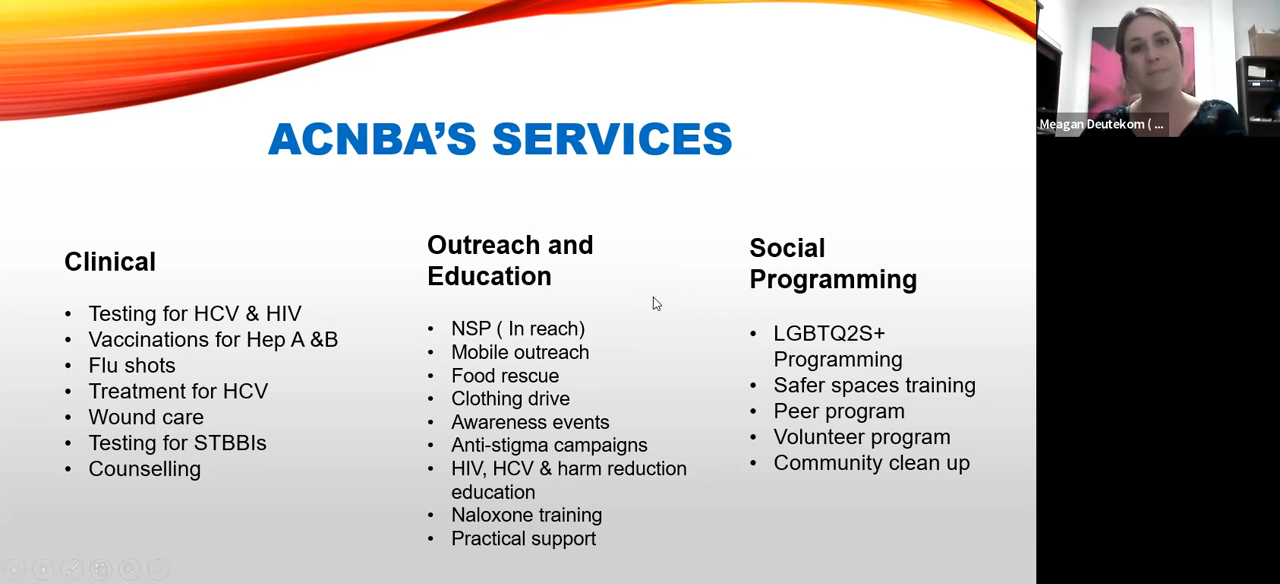 ACNBA'S SERVICES
Clinical
• Testing for HCV & HIV
• Vaccinations for Hep A &B
• Flu shots
• Treatment for HCV
• Wound care
• Testing for STBBIs
• Counselling
Outreach and
Education
• NSP ( In reach)
• Mobile outreach
• Food rescue
• Clothing drive
• Awareness events
• Anti-stigma campaigns
• HIV, HCV & harm reduction
education
• Naloxone training
• Practical support
Social
Programming
• LGBTQ2S+
Programming
• Safer spaces training
• Peer program
• Volunteer program
• Community clean up
Meagan Deutekom ( ...